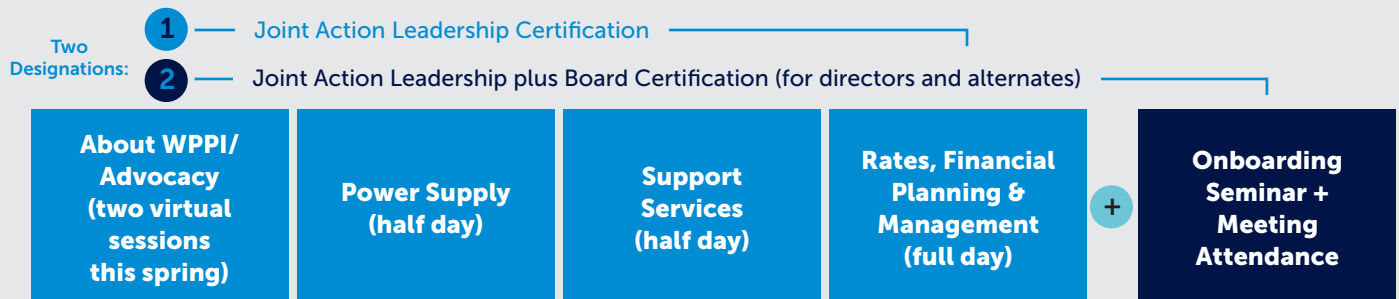 Two
Designations:
1
Joint Action Leadership Certification
2
Joint Action Leadership plus Board Certification (for directors and alternates)
About WPPI/
Advocacy
(two virtual
sessions
this spring)
Power Supply
(half day)
Support
Services
(half day)
Rates, Financial
Planning &
Management
(full day)
+
Onboarding
Seminar +
Meeting
Attendance